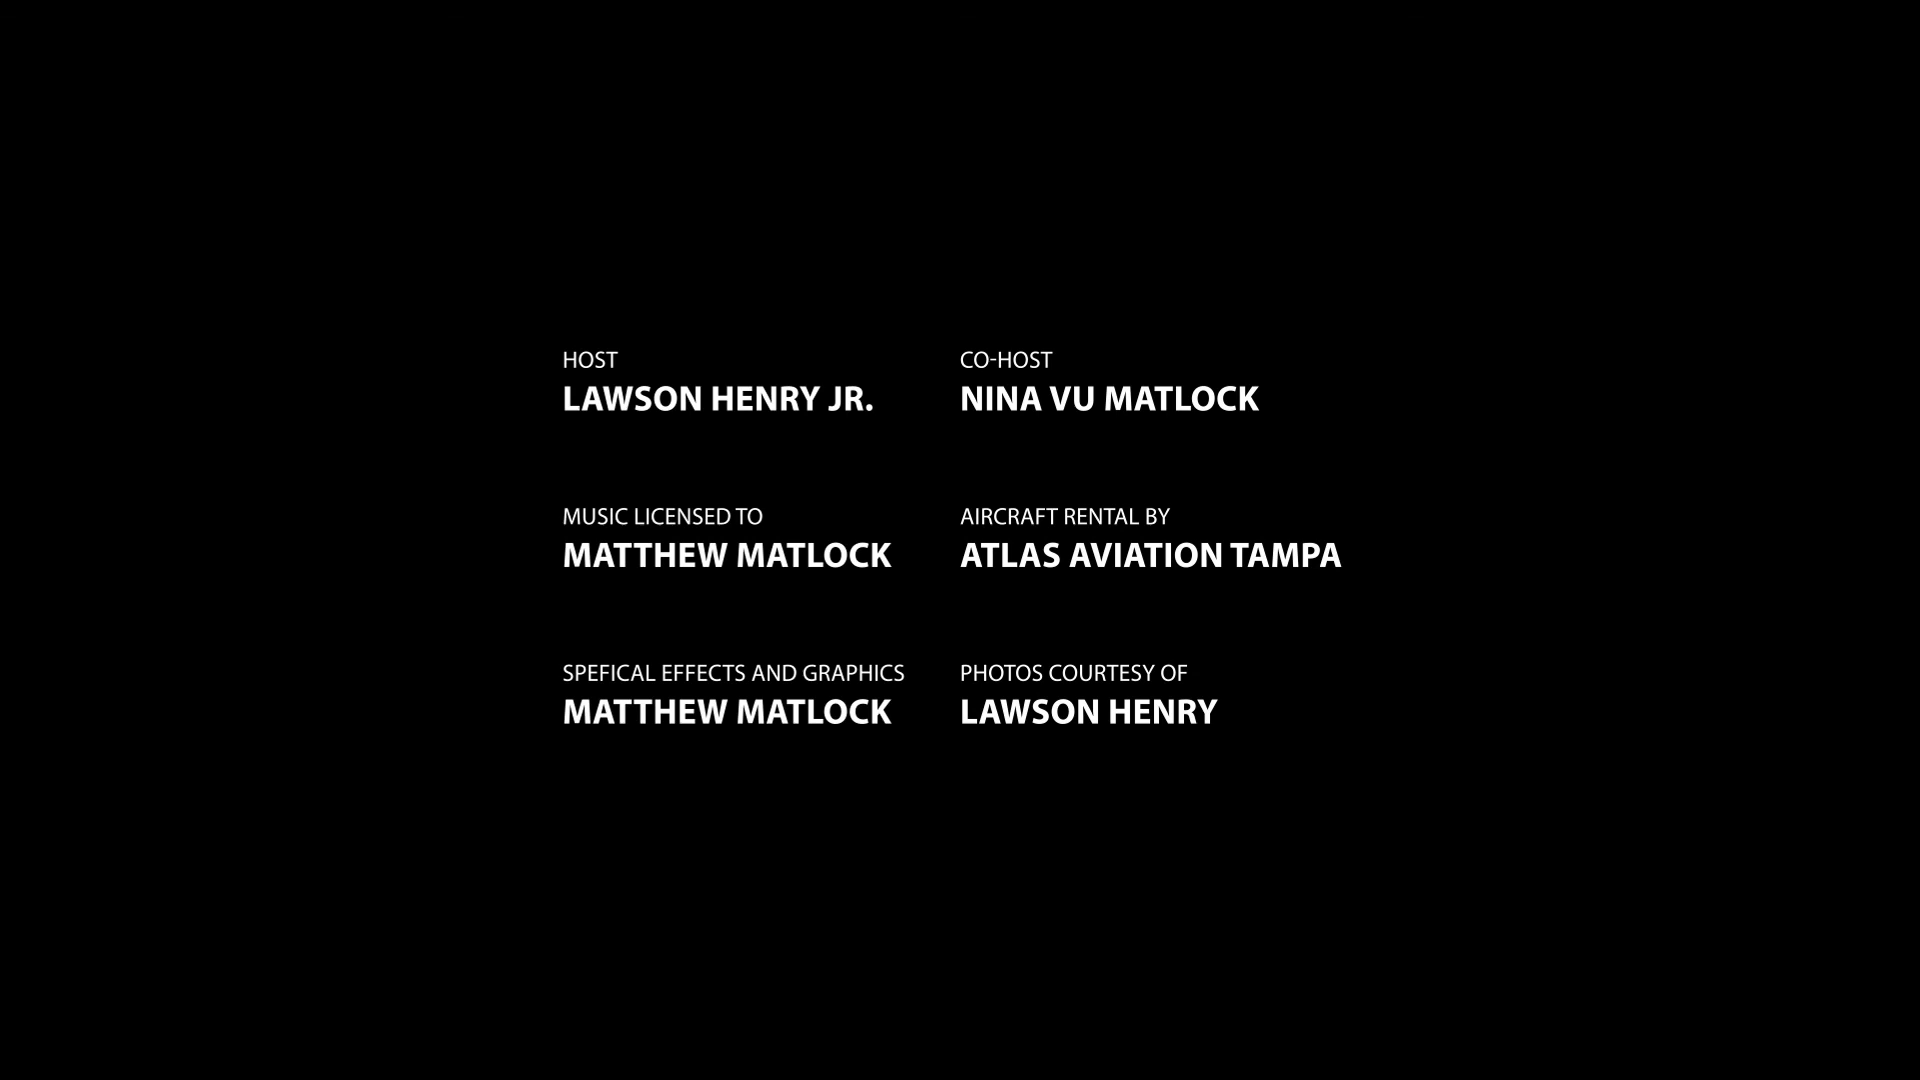 HOST
LAWSON HENRY JR.
CO-HOST
NINA VU MATLOCK
MUSIC LICENSED TO
MATTHEW MATLOCK
AIRCRAFT RENTAL BY
ATLAS AVIATION TAMPA
SPEFICAL EFFECTS AND GRAPHICS
MATTHEW MATLOCK
PHOTOS COURTESY OF
LAWSON HENRY